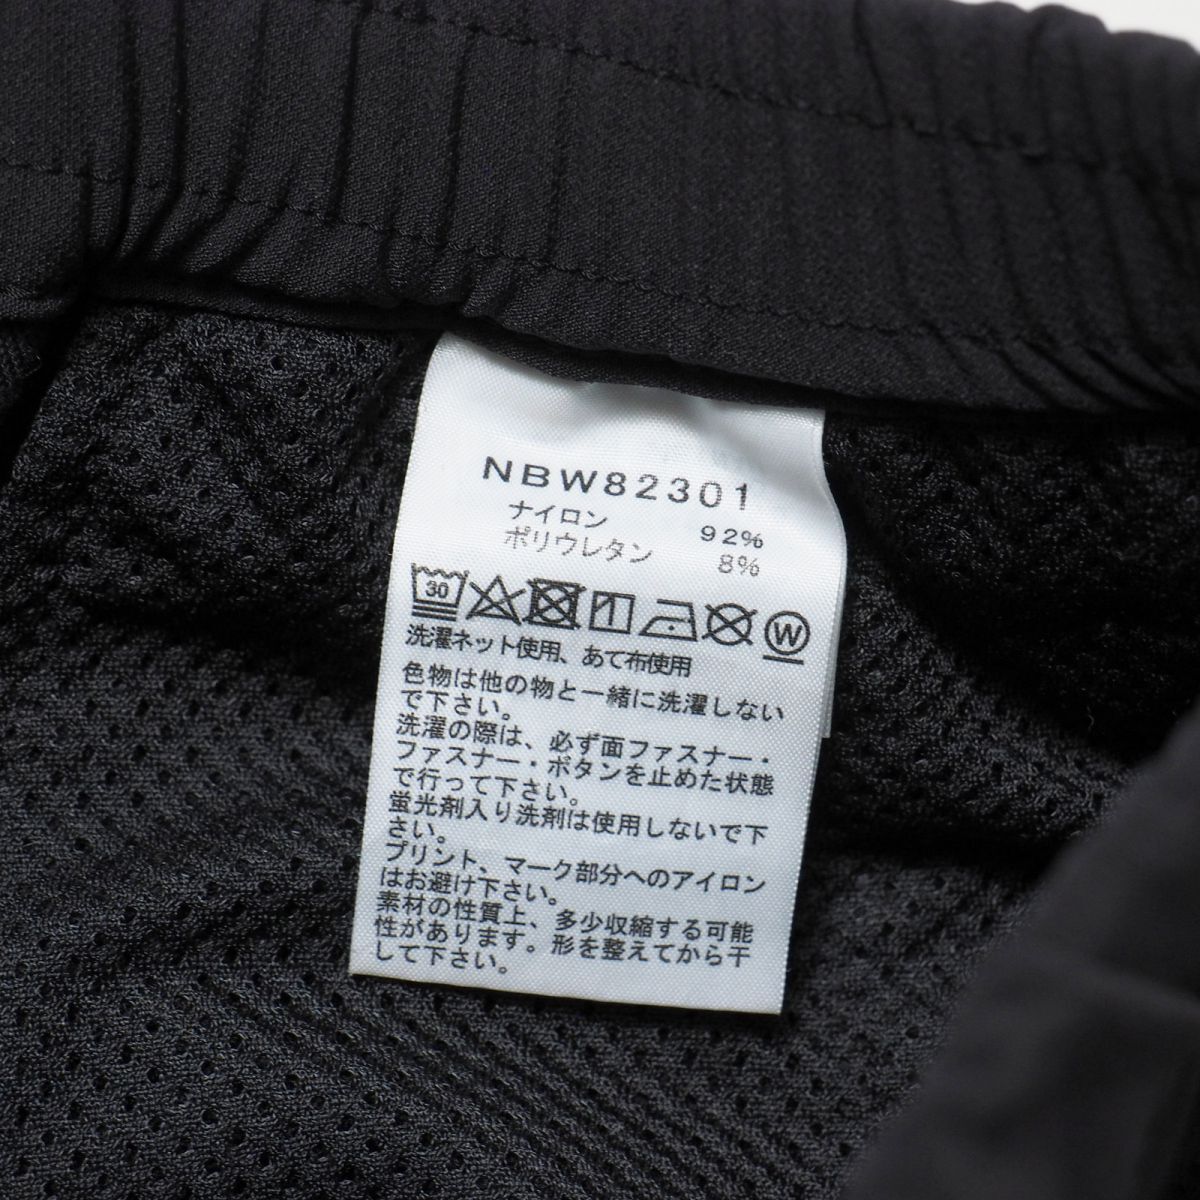 NBW82301
ナイロン 92%
ポリウレタン 8%
30 W
洗濯ネット使用、あて布使用
色物は他の物と一緒に洗濯しない
で下さい。
洗濯の際は、必ず面ファスナー・
ファスナー・ボタンを止めた状態
で行って下さい。
蛍光剤入り洗剤は使用しないで下
さい。
プリント、マーク部分へのアイロン
はお避け下さい。
素材の性質上、多少収縮する可能
性があります。形を整えてから干
して下さい。